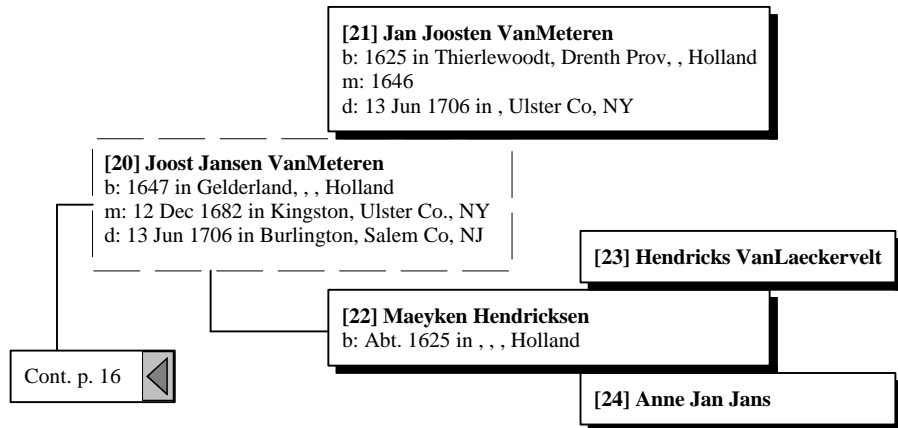 [21] Jan Joosten VanMeteren
b: 1625 in Thierlewoodt, Drenth Prov, , Holland
m: 1646
d: 13 Jun 1706 in , Ulster Co, NY
[20] Joost Jansen VanMeteren
b: 1647 in Gelderland, , , Holland
m: 12 Dec 1682 in Kingston, Ulster Co., NY
d: 13 Jun 1706 in Burlington, Salem Co, NJ
[23] Hendricks VanLaeckervelt
[22] Maeyken Hendricksen
b: Abt. 1625 in , , , Holland
Cont. p. 16
[24] Anne Jan Jans